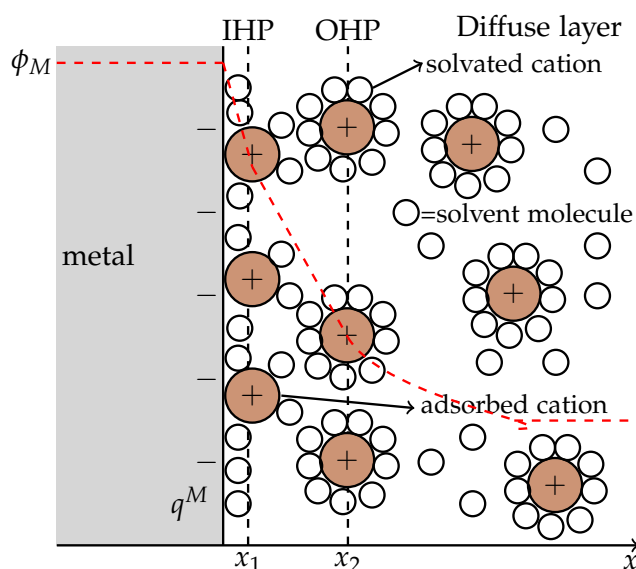 IHP OHP Diffuse layer
ϕ_M
solvated cation
=solvent molecule
metal
adsorbed cation
q^M
x_1 x_2 x
− − − − −
+ + + + + + + + +